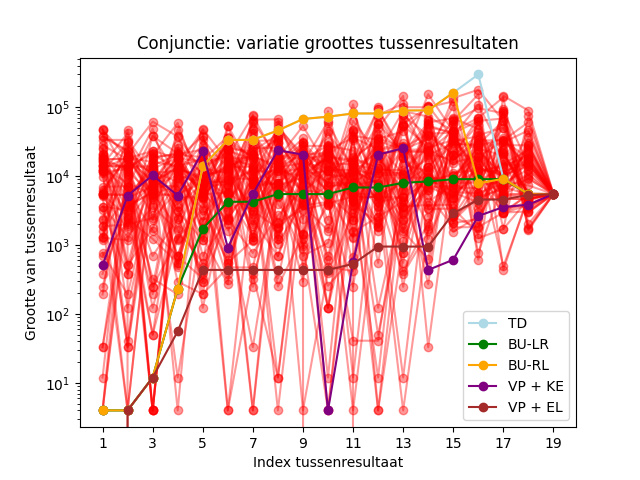 Conjunctie: variatie groottes tussenresultaten
Grootte van tussenresultaat
10^5
10^4
10^3
10^2
10^1
1 3 5 7 9 11 13 15 17 19
Index tussenresultaat
TD
BU-LR
BU-RL
VP + KE
VP + EL